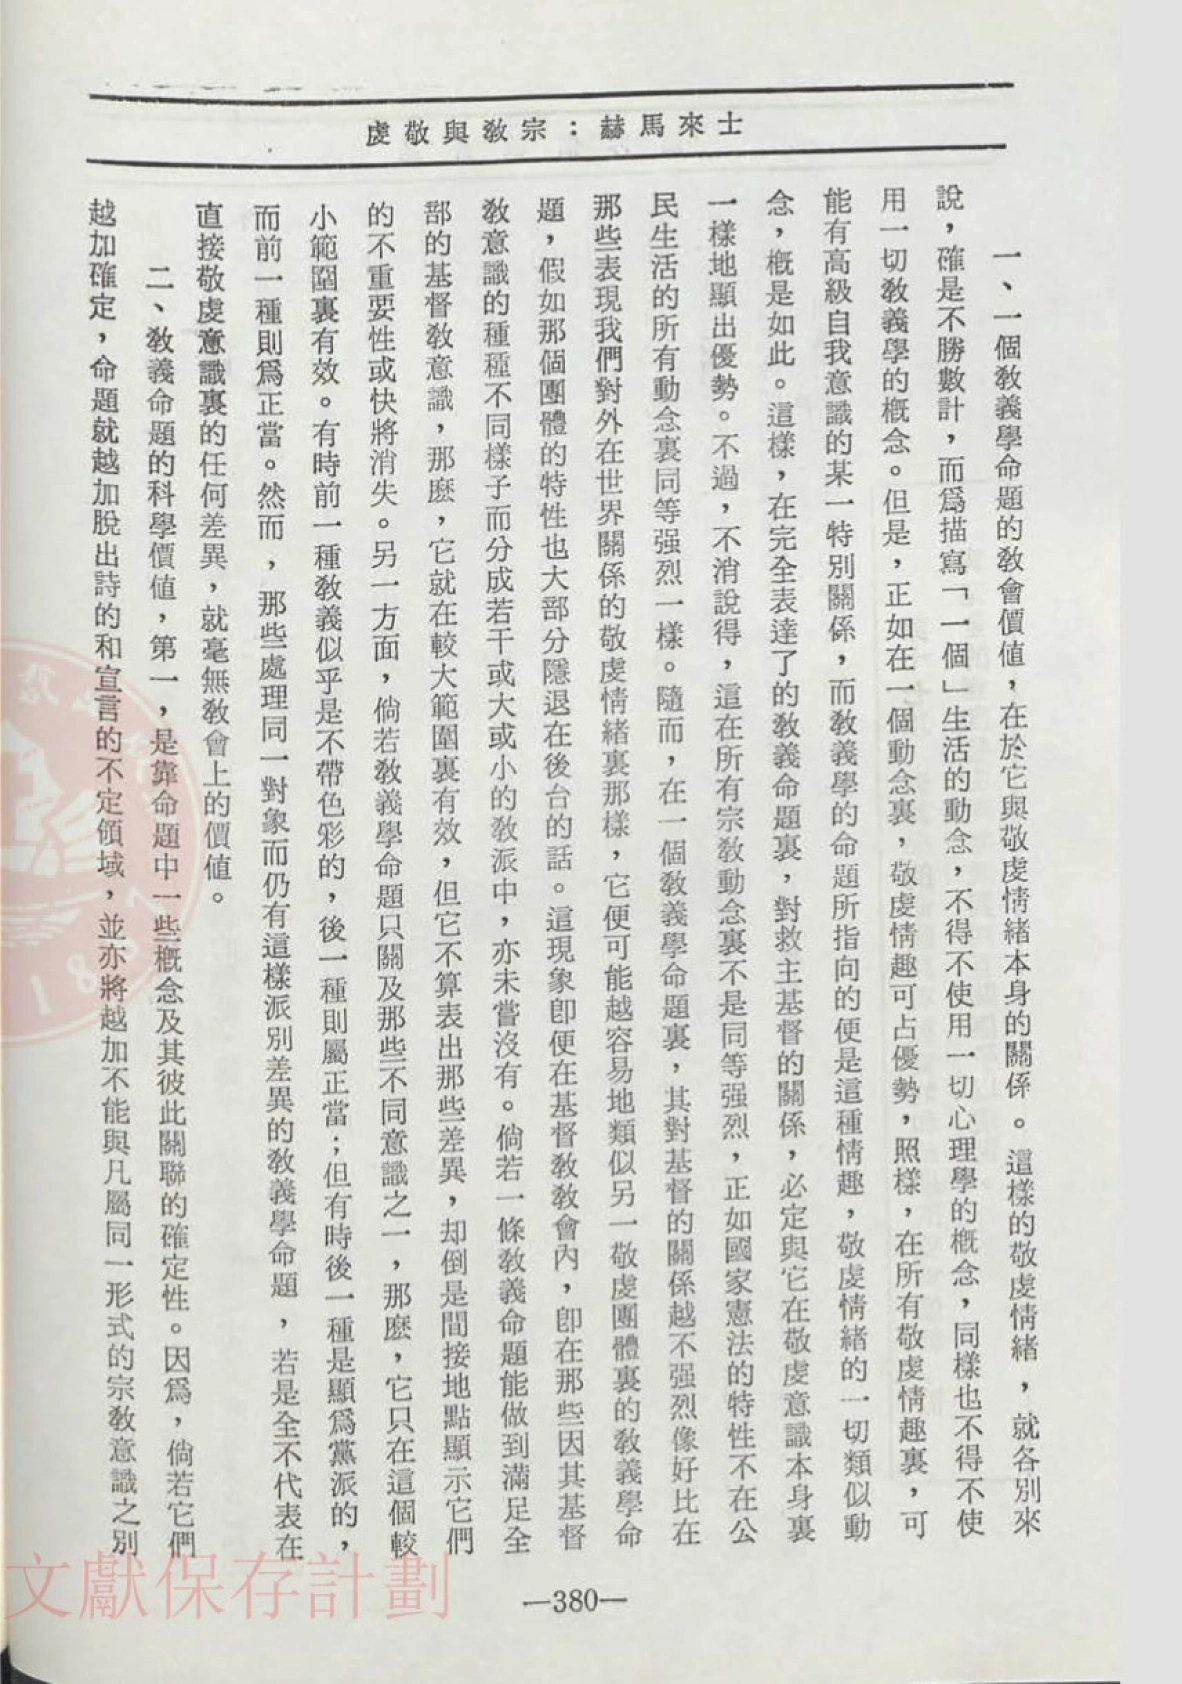 士來馬赫：宗敎與敬虔
一、一個敎義學命題的敎會價値，在於它與敬虔情緒本身的關係。這樣的敬虔情緒，就各別來
說，確是不勝數計，而爲描寫「一個」生活的動念，不得不使用一切心理學的槪念，同樣也不得不使
用一切敎義學的槪念。但是，正如在一個動念裏，敬虔情趣可占優勢，照樣，在所有敬虔情趣裏，可
能有高級自我意識的某一特別關係，而敎義學的命題所指向的便是這種情趣，敬虔情緒的一切類似動
念，槪是如此。這樣，在完全表達了的敎義命題裏，對救主基督的關係，必定與它在敬虔意識本身裏
一樣地顯出優勢。不過，不消說得，這在所有宗敎動念裏不是同等强烈，正如國家憲法的特性不在公
民生活的所有動念裏同等强烈一樣。隨而，在一個敎義學命題裏，其對基督的關係越不强烈像好比在
那些表現我們對外在世界關係的敬虔情緒裏那樣，它便可能越容易地類似另一敬虔團體裏的敎義學命
題，假如那個團體的特性也大部分隱退在後台的話。這現象卽便在基督敎敎會內，卽在那些因其基督
敎意識的種種不同樣子而分成若干或大或小的敎派中，亦未嘗沒有。倘若一條敎義命題能做到滿足全
部的基督敎意識，那麽，它就在較大範圍裏有效，但它不算表出那些差異，却倒是間接地點顯示它們
的不重要性或快將消失。另一方面，倘若敎義學命題只關及那些不同意識之一，那麽，它只在這個較
小範圍裏有效。有時前一種敎義似乎是不帶色彩的，後一種則屬正當；但有時後一種是顯爲黨派的，
而前一種則爲正當。然而，那些處理同一對象而仍有這樣派別差異的敎義學命題，若是全不代表在
直接敬虔意識裏的任何差異，就毫無敎會上的價値。
二、敎義命題的科學價値，第一，是靠命題中一些槪念及其彼此關聯的確定性。因爲，倘若它們
越加確定，命題就越加脫出詩的和宣言的不定領域，並亦將越加不能與凡屬同一形式的宗敎意識之別
—380—
文獻保存計劃